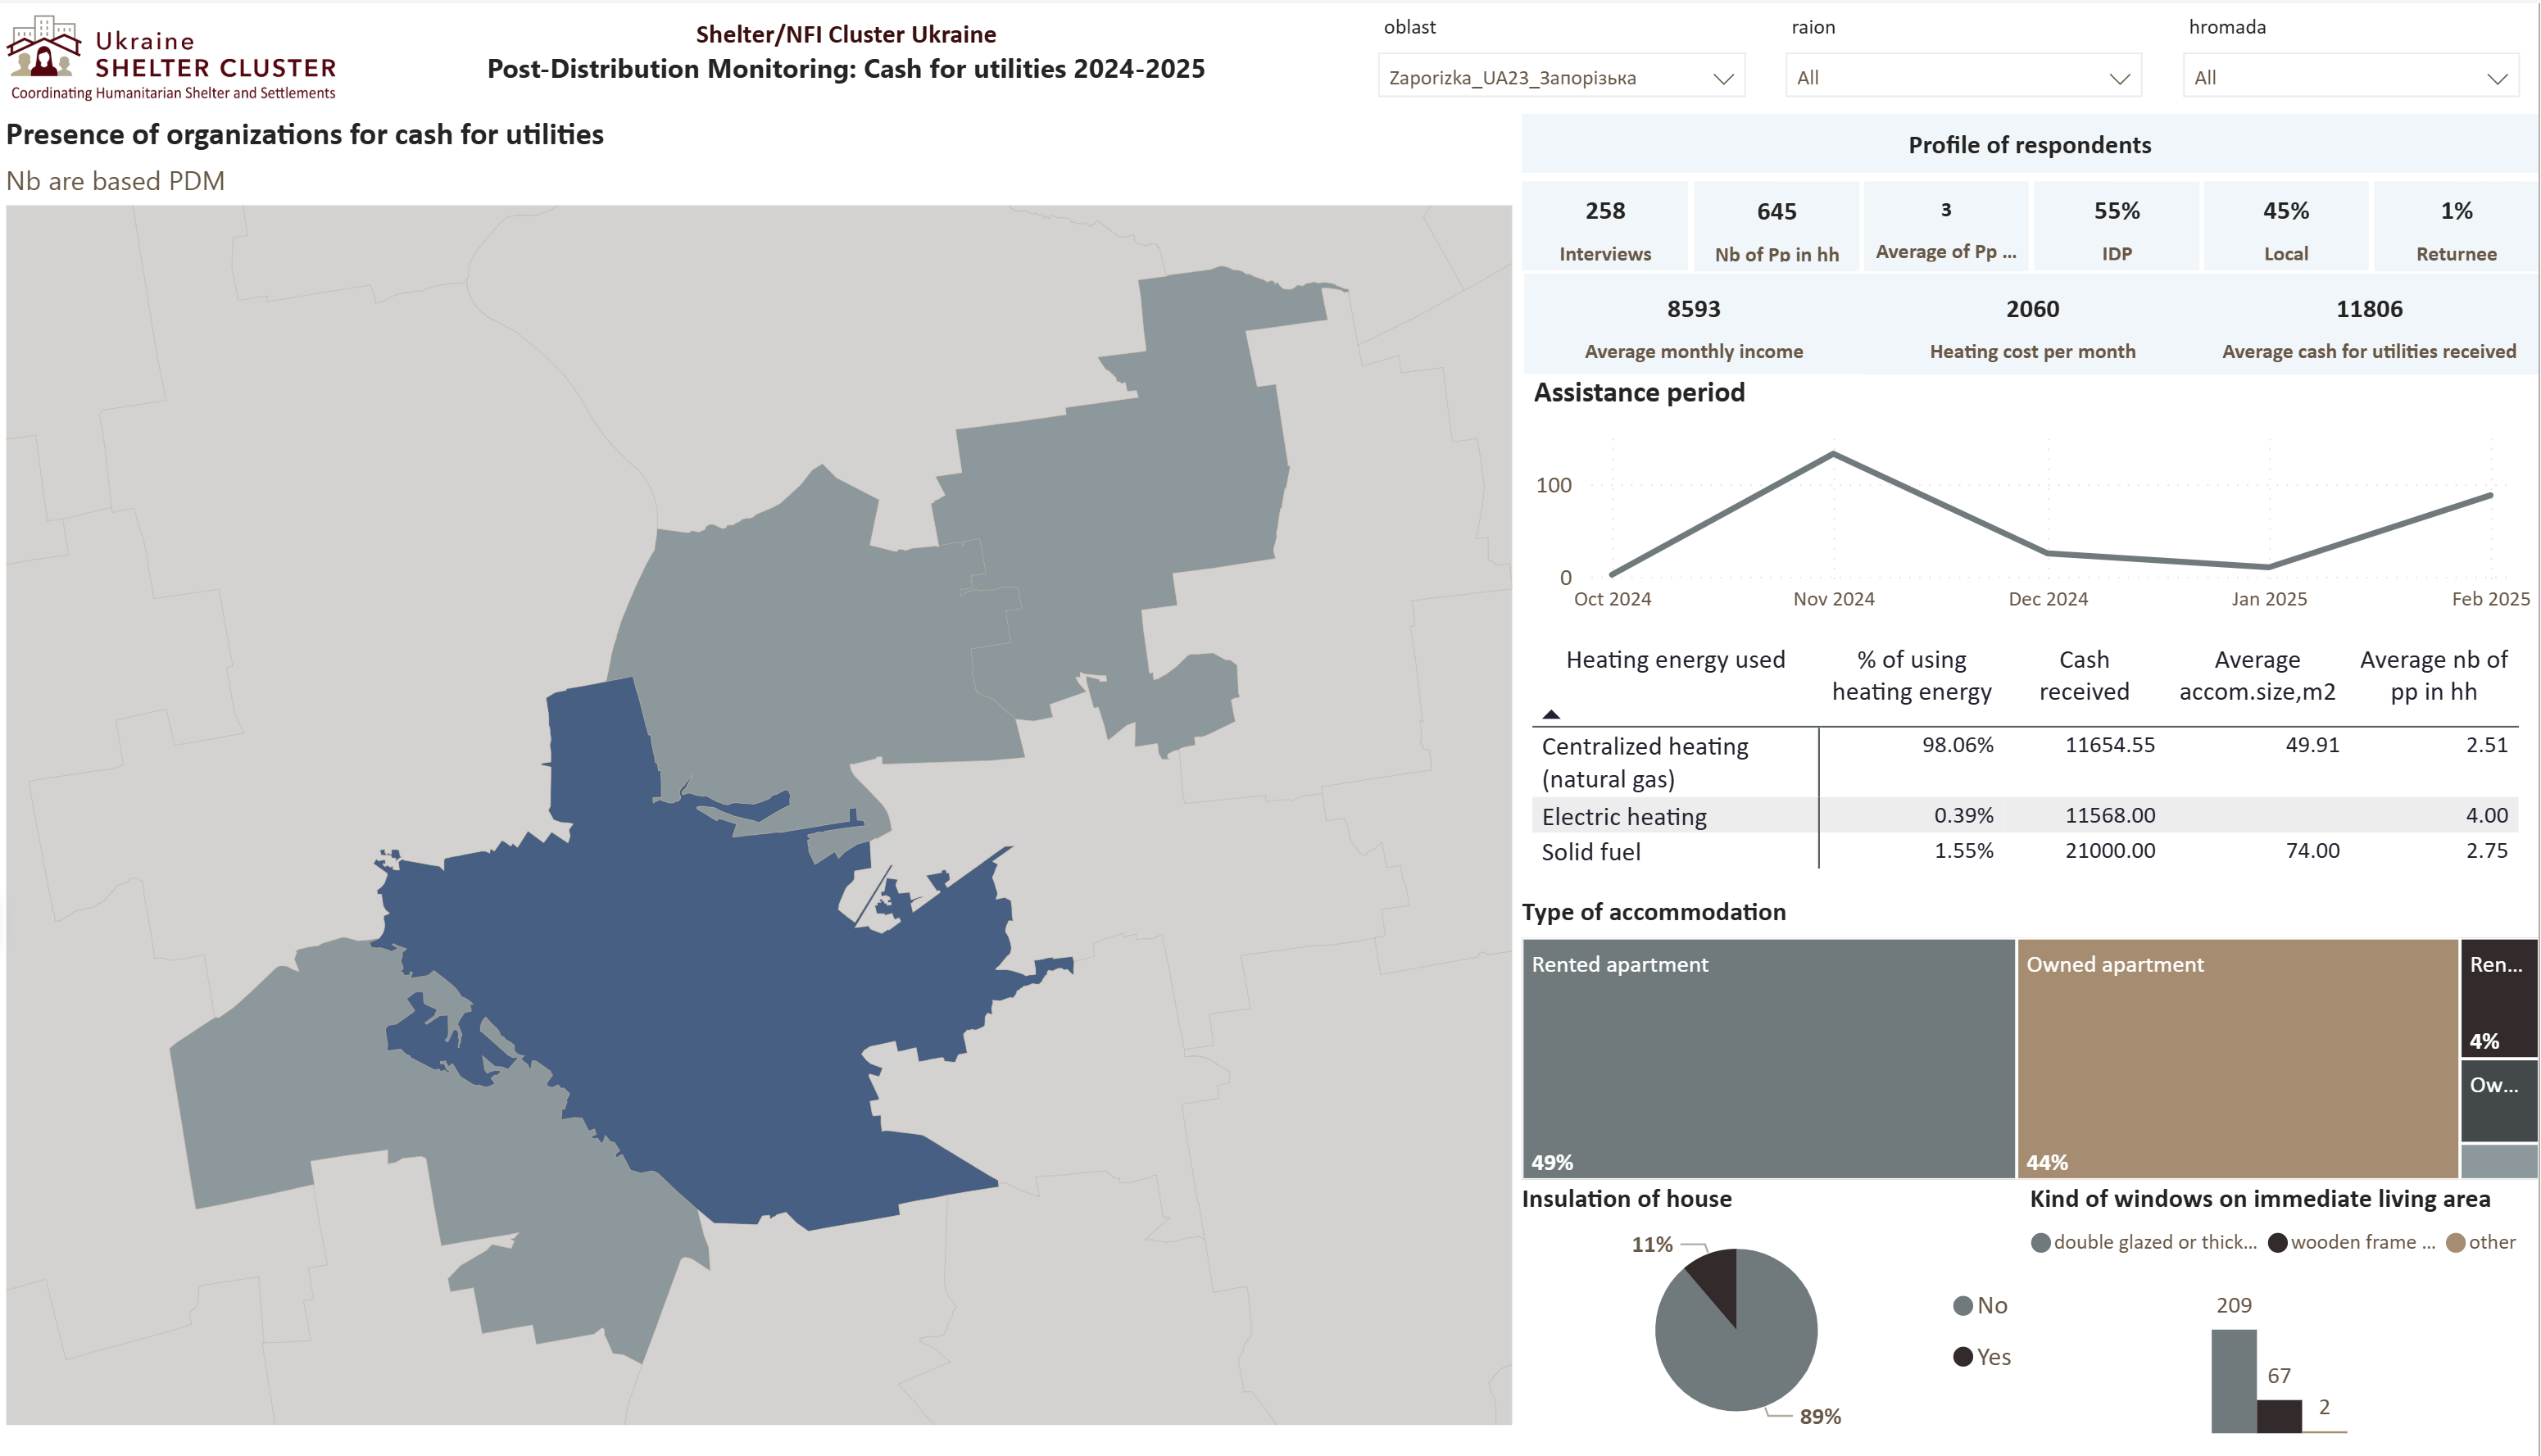 Ukraine
SHELTER CLUSTER
Coordinating Humanitarian Shelter and Settlements
Shelter/NFI Cluster Ukraine
Post-Distribution Monitoring: Cash for utilities 2024-2025
oblast
Zaporizka_UA23_Запорізька
raion
All
hromada
All
Presence of organizations for cash for utilities
Nb are based PDM
Profile of respondents
258
Interviews
645
Nb of Pp in hh
3
Average of Pp ...
55%
IDP
45%
Local
1%
Returnee
8593
Average monthly income
2060
Heating cost per month
11806
Average cash for utilities received
Assistance period
100
0
Oct 2024 Nov 2024 Dec 2024 Jan 2025 Feb 2025
Heating energy used % of using heating energy Cash received Average accom.size,m2 Average nb of pp in hh
Centralized heating (natural gas) 98.06% 11654.55 49.91 2.51
Electric heating 0.39% 11568.00 4.00
Solid fuel 1.55% 21000.00 74.00 2.75
Type of accommodation
Rented apartment
49%
Owned apartment
44%
Ren...
4%
Ow...
Insulation of house
11%
89%
No
Yes
Kind of windows on immediate living area
double glazed or thick... wooden frame ... other
209
67
2